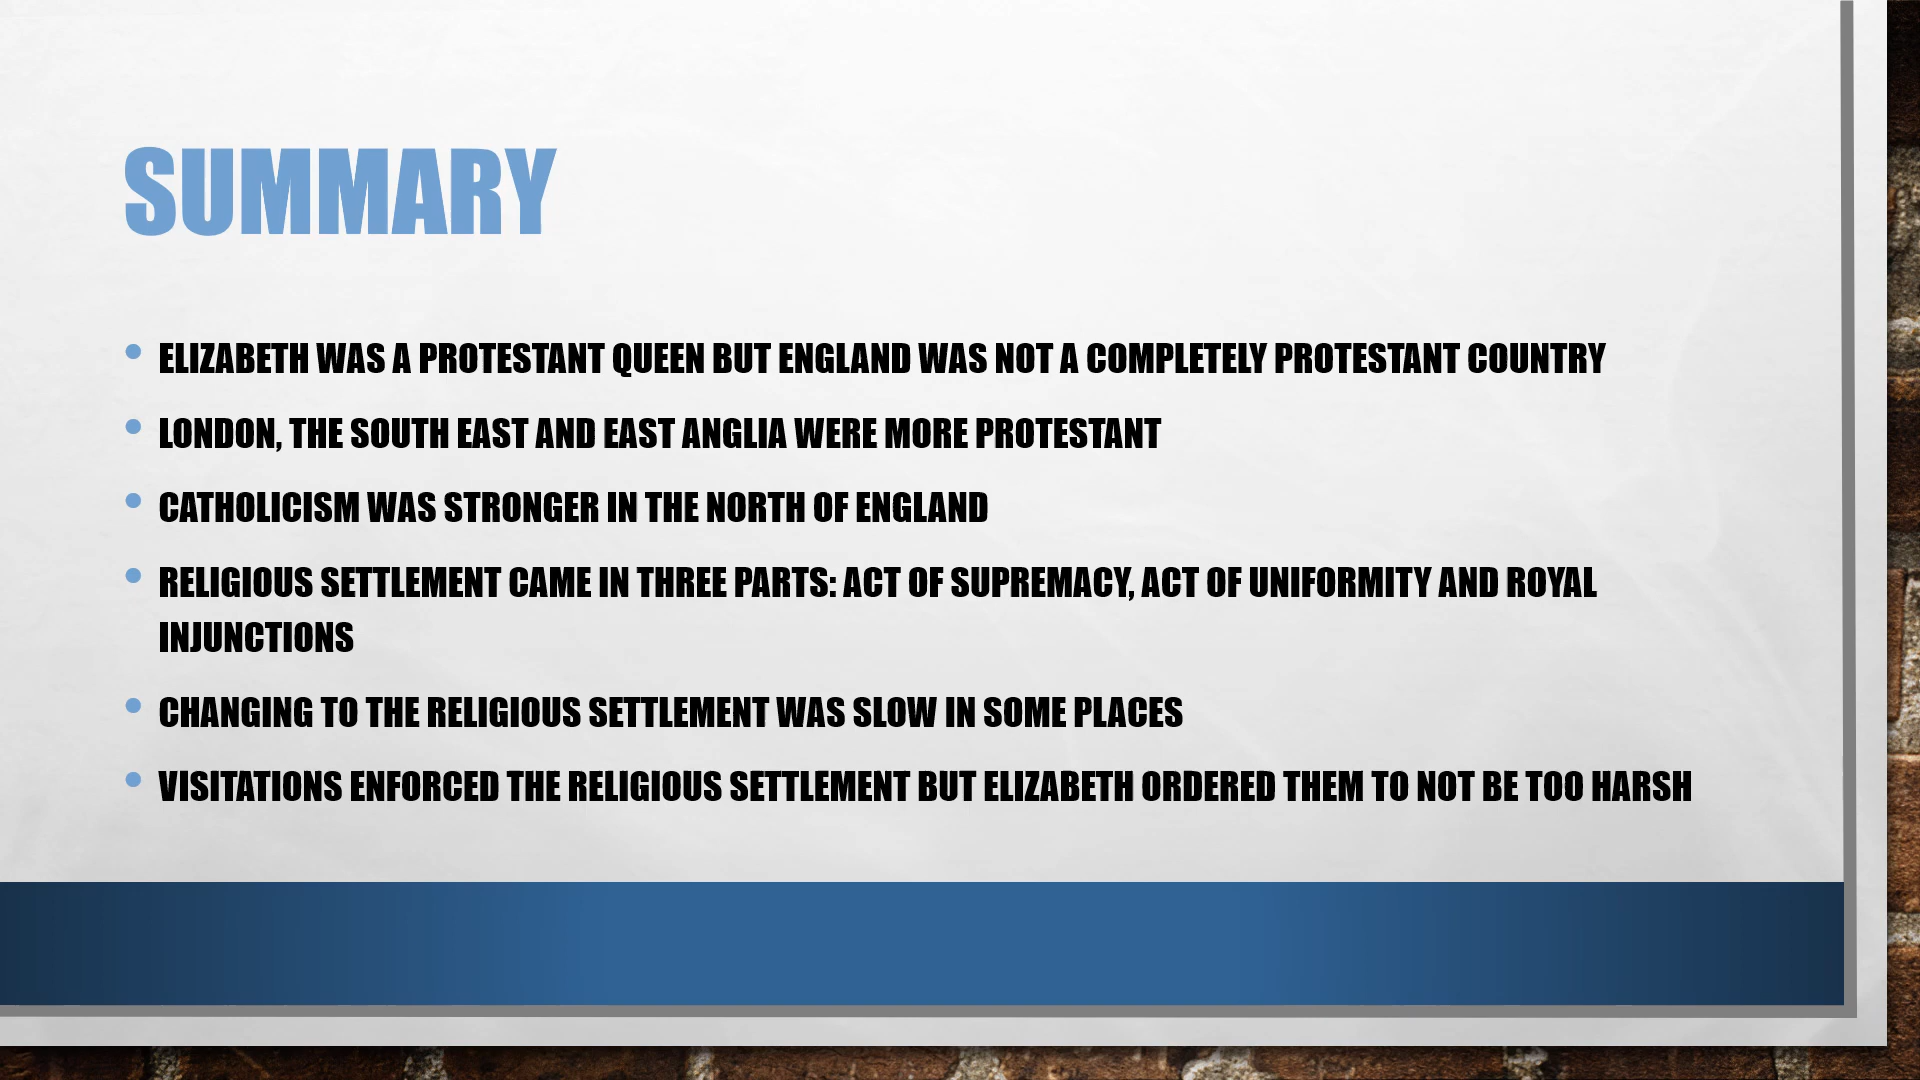 SUMMARY
• ELIZABETH WAS A PROTESTANT QUEEN BUT ENGLAND WAS NOT A COMPLETELY PROTESTANT COUNTRY
• LONDON, THE SOUTH EAST AND EAST ANGLIA WERE MORE PROTESTANT
• CATHOLICISM WAS STRONGER IN THE NORTH OF ENGLAND
• RELIGIOUS SETTLEMENT CAME IN THREE PARTS: ACT OF SUPREMACY, ACT OF UNIFORMITY AND ROYAL
INJUNCTIONS
• CHANGING TO THE RELIGIOUS SETTLEMENT WAS SLOW IN SOME PLACES
• VISITATIONS ENFORCED THE RELIGIOUS SETTLEMENT BUT ELIZABETH ORDERED THEM TO NOT BE TOO HARSH